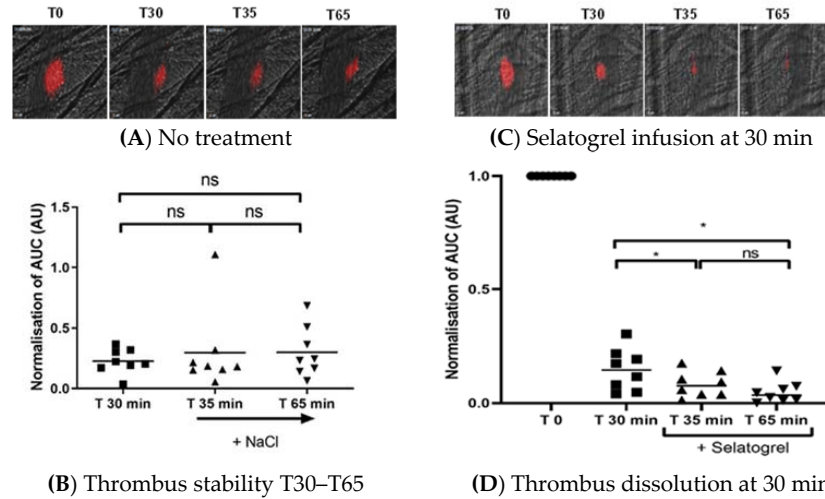 T0 T30 T35 T65
(A) No treatment
ns
ns ns
Normalisation of AUC (AU)
1.5
1.0
0.5
0.0
T 30 min T 35 min T 65 min
+ NaCl
(B) Thrombus stability T30–T65
T0 T30 T35 T65
(C) Selatogrel infusion at 30 min
*
* ns
Normalisation of AUC (AU)
1.0
0.5
0.0
T 0 T 30 min T 35 min T 65 min
+ Selatogrel
(D) Thrombus dissolution at 30 min